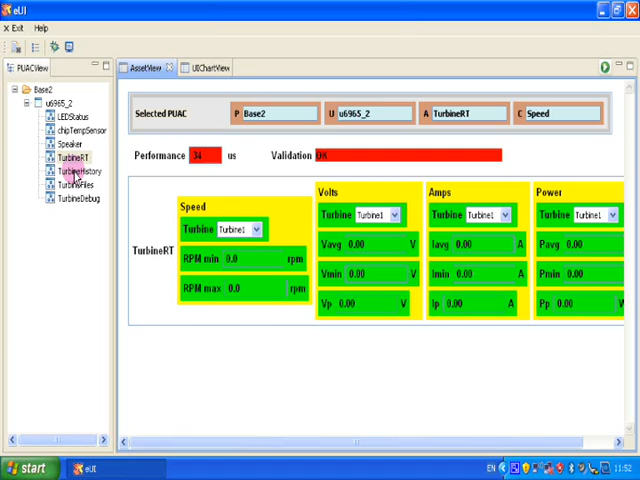 eUI
Exit Help
PUACView
AssetView
UIChartView
Base2
u6965_2
LEDStatus
chipTempSensor
Speaker
TurbineRT
TurbineHistory
TurbineFiles
TurbineDebug
Selected PUAC P Base2 U u6965_2 A TurbineRT C Speed
Performance 34 us Validation OK
TurbineRT
Speed
Turbine Turbine1
RPM min 0.0 rpm
RPM max 0.0 rpm
Volts
Turbine Turbine1
Vavg 0.00 V
Vmin 0.00 V
Vp 0.00 V
Amps
Turbine Turbine1
Iavg 0.00 A
Imin 0.00 A
Ip 0.00 A
Power
Turbine Turbine1
Pavg 0.00
Pmin 0.00
Pp 0.00 W
start eUI EN 11:52